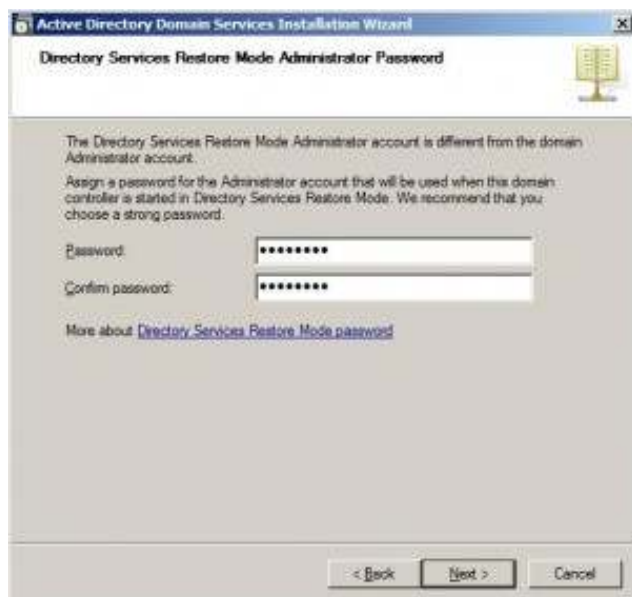 Active Directory Domain Services Installation Wizard
Directory Services Restore Mode Administrator Password
The Directory Services Restore Mode Administrator account is different from the domain
Administrator account.
Assign a password for the Administrator account that will be used when this domain
controller is started in Directory Services Restore Mode. We recommend that you
choose a strong password.
Password: ••••••••
Confirm password: ••••••••
More about Directory Services Restore Mode password
< Back Next > Cancel